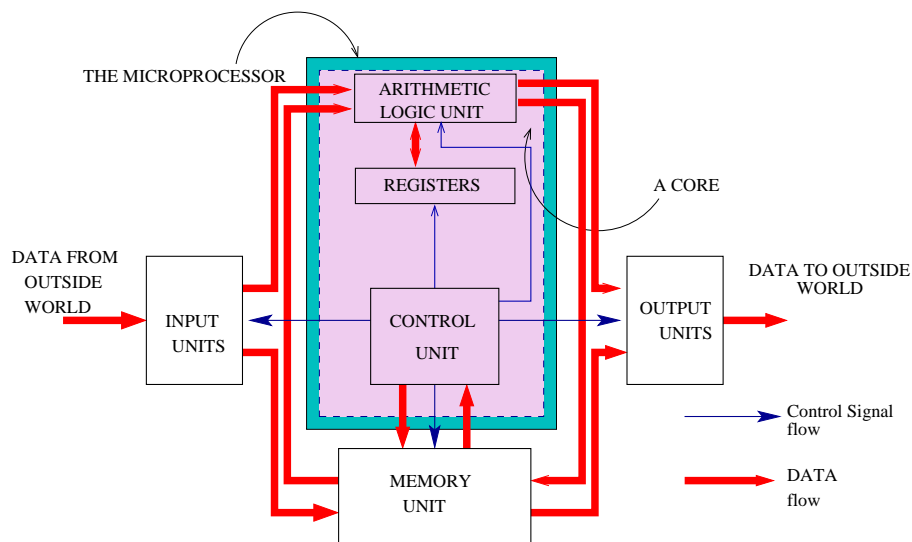 THE MICROPROCESSOR
ARITHMETIC
LOGIC UNIT
REGISTERS
A CORE
DATA FROM
OUTSIDE
WORLD
INPUT
UNITS
CONTROL
UNIT
OUTPUT
UNITS
DATA TO OUTSIDE
WORLD
MEMORY
UNIT
Control Signal
flow
DATA
flow